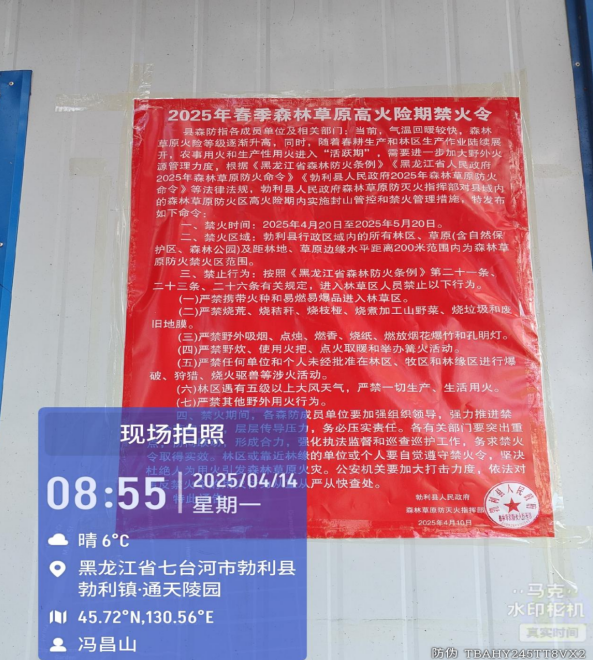 2025年春季森林草原高火险期禁火令
县森防指各成员单位及相关部门：当前，气温回暖较快，森林
草原火险等级逐渐升高，同时，随着春耕生产和林区生产作业陆续展
开，农事用火和生产性用火进入“活跃期”，需要进一步加大野外火
源管理力度，根据《黑龙江省森林防火条例》《黑龙江省人民政府
2025年森林草原防火命令》《勃利县人民政府2025年森林草原防火
命令》等法律法规，勃利县人民政府森林草原防灭火指挥部对县域内
的森林草原防火区高火险期内实施封山管控和禁火管理措施，特发布
如下命令：
一、禁火时间：2025年4月20日至2025年5月20日。
二、禁火区域：勃利县行政区域内的所有林区、草原(含自然保
护区、森林公园)及距林地、草原边缘水平距离200米范围内为森林草
原防火禁火区范围。
三、禁止行为：按照《黑龙江省森林防火条例》第二十一条、
二十三条、二十六条有关规定，进入林草区人员禁止以下行为。
(一)严禁携带火种和易燃易爆品进入林草区。
(二)严禁烧荒、烧秸秆、烧枝桠、烧煮加工山野菜、烧垃圾和废
旧地膜。
(三)严禁野外吸烟、点烛、燃香、烧纸、燃放烟花爆竹和孔明灯。
(四)严禁野炊、使用火把、点火取暖和举办篝火活动。
(五)严禁任何单位和个人未经批准在林区、牧区和林缘区进行爆
破、狩猎、烧火驱兽等涉火活动。
(六)林区遇有五级以上大风天气，严禁一切生产、生活用火。
(七)严禁其他野外用火行为。
四、禁火期间，各森防成员单位要加强组织领导，强力推进禁
层层传导压力，务必压实责任。各有关部门要突出重
形成合力，强化执法监督和巡查巡护工作，务求禁火
令取得实效。林区或靠近林缘的单位或个人要自觉遵守禁火令，坚决
杜绝人为用火引发森林草原火灾。公安机关要加大打击力度，依法对
从严从快查处。
勃利县人民政府
森林草原防灭火指挥部
2025年4月10日
现场拍照
08:55
2025/04/14
星期一
晴 6°C
黑龙江省七台河市勃利县
勃利镇·通天陵园
45.72°N,130.56°E
冯昌山
马克
水印相机
真实时间
防伪 TBAHY245TT8VX2